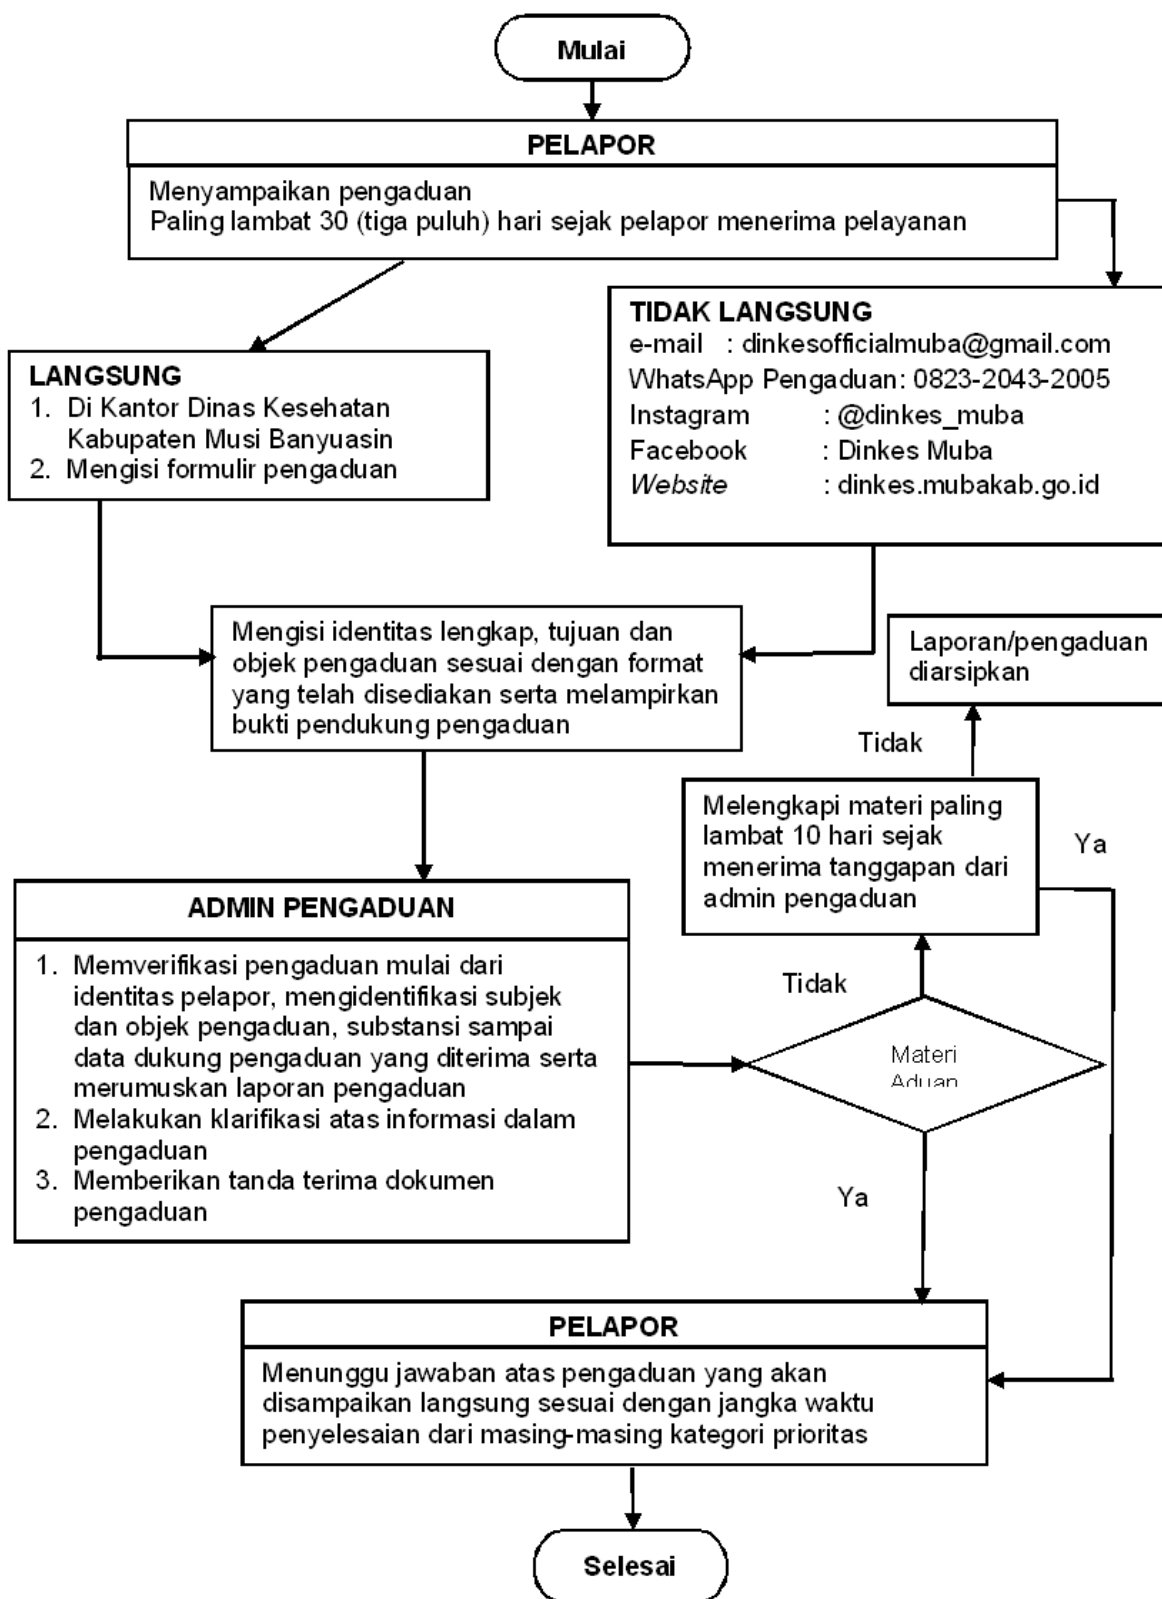 Mulai
PELAPOR
Menyampaikan pengaduan
Paling lambat 30 (tiga puluh) hari sejak pelapor menerima pelayanan
LANGSUNG
1. Di Kantor Dinas Kesehatan
Kabupaten Musi Banyuasin
2. Mengisi formulir pengaduan
TIDAK LANGSUNG
e-mail : dinkesofficialmuba@gmail.com
WhatsApp Pengaduan: 0823-2043-2005
Instagram : @dinkes_muba
Facebook : Dinkes Muba
Website : dinkes.mubakab.go.id
Mengisi identitas lengkap, tujuan dan
objek pengaduan sesuai dengan format
yang telah disediakan serta melampirkan
bukti pendukung pengaduan
Laporan/pengaduan
diarsipkan
Tidak
Melengkapi materi paling
lambat 10 hari sejak
menerima tanggapan dari
admin pengaduan
Ya
ADMIN PENGADUAN
1. Memverifikasi pengaduan mulai dari
identitas pelapor, mengidentifikasi subjek
dan objek pengaduan, substansi sampai
data dukung pengaduan yang diterima serta
merumuskan laporan pengaduan
2. Melakukan klarifikasi atas informasi dalam
pengaduan
3. Memberikan tanda terima dokumen
pengaduan
Tidak
Materi
Aduan
Ya
PELAPOR
Menunggu jawaban atas pengaduan yang akan
disampaikan langsung sesuai dengan jangka waktu
penyelesaian dari masing-masing kategori prioritas
Selesai